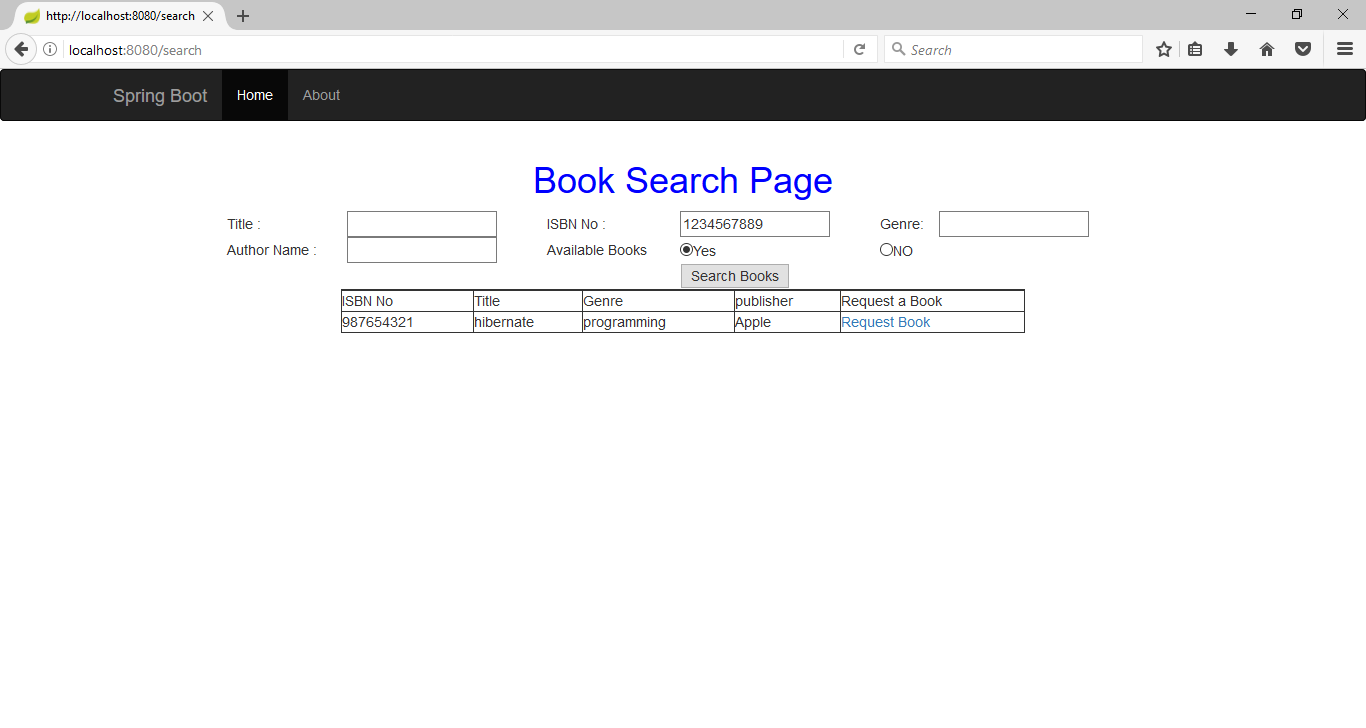 http://localhost:8080/search
localhost:8080/search Search
Spring Boot Home About
Book Search Page
Title : ISBN No : 1234567889 Genre:
Author Name : Available Books Yes NO
Search Books
ISBN No Title Genre publisher Request a Book
987654321 hibernate programming Apple Request Book